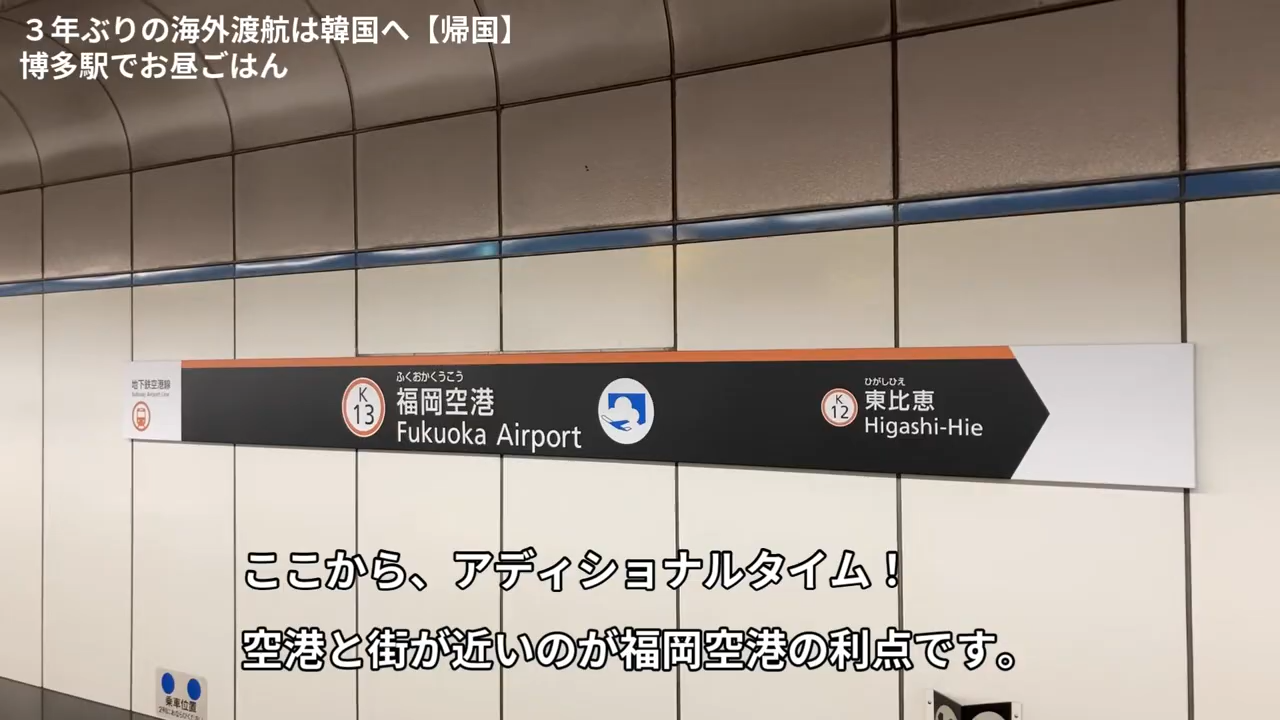 ３年ぶりの海外渡航は韓国へ【帰国】
博多駅でお昼ごはん
地下鉄空港線
Fukuoka Airport Line
K
13
ふくおかくうこう
福岡空港
Fukuoka Airport
K
12
ひがしひえ
東比恵
Higashi-Hie
ここから、アディショナルタイム！
空港と街が近いのが福岡空港の利点です。
乗車位置